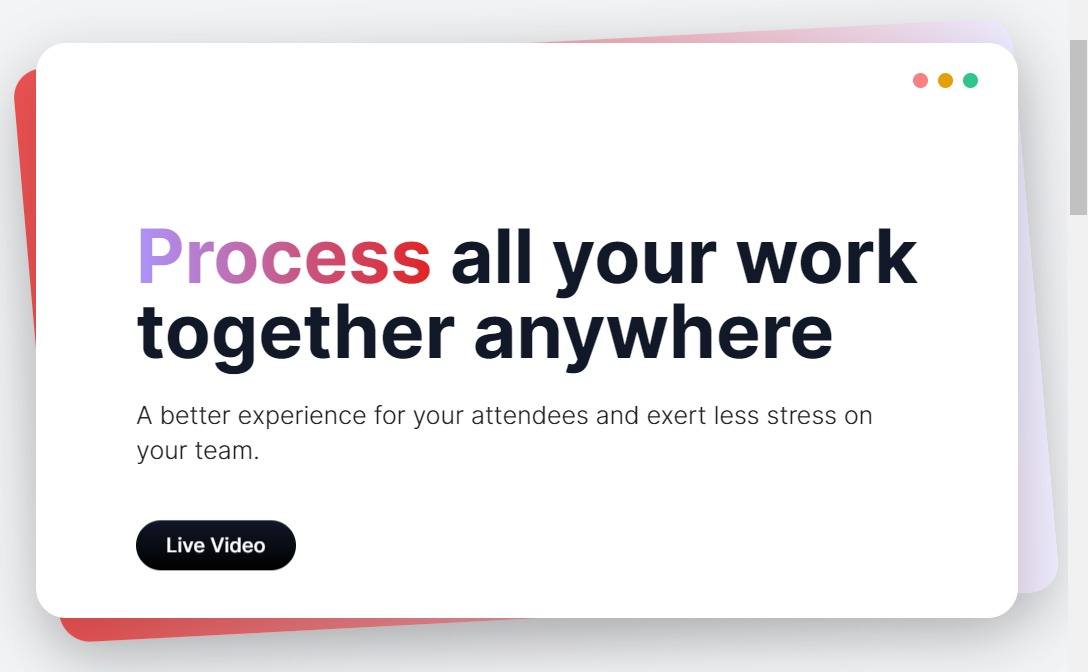 Process all your work
together anywhere
A better experience for your attendees and exert less stress on
your team.
Live Video